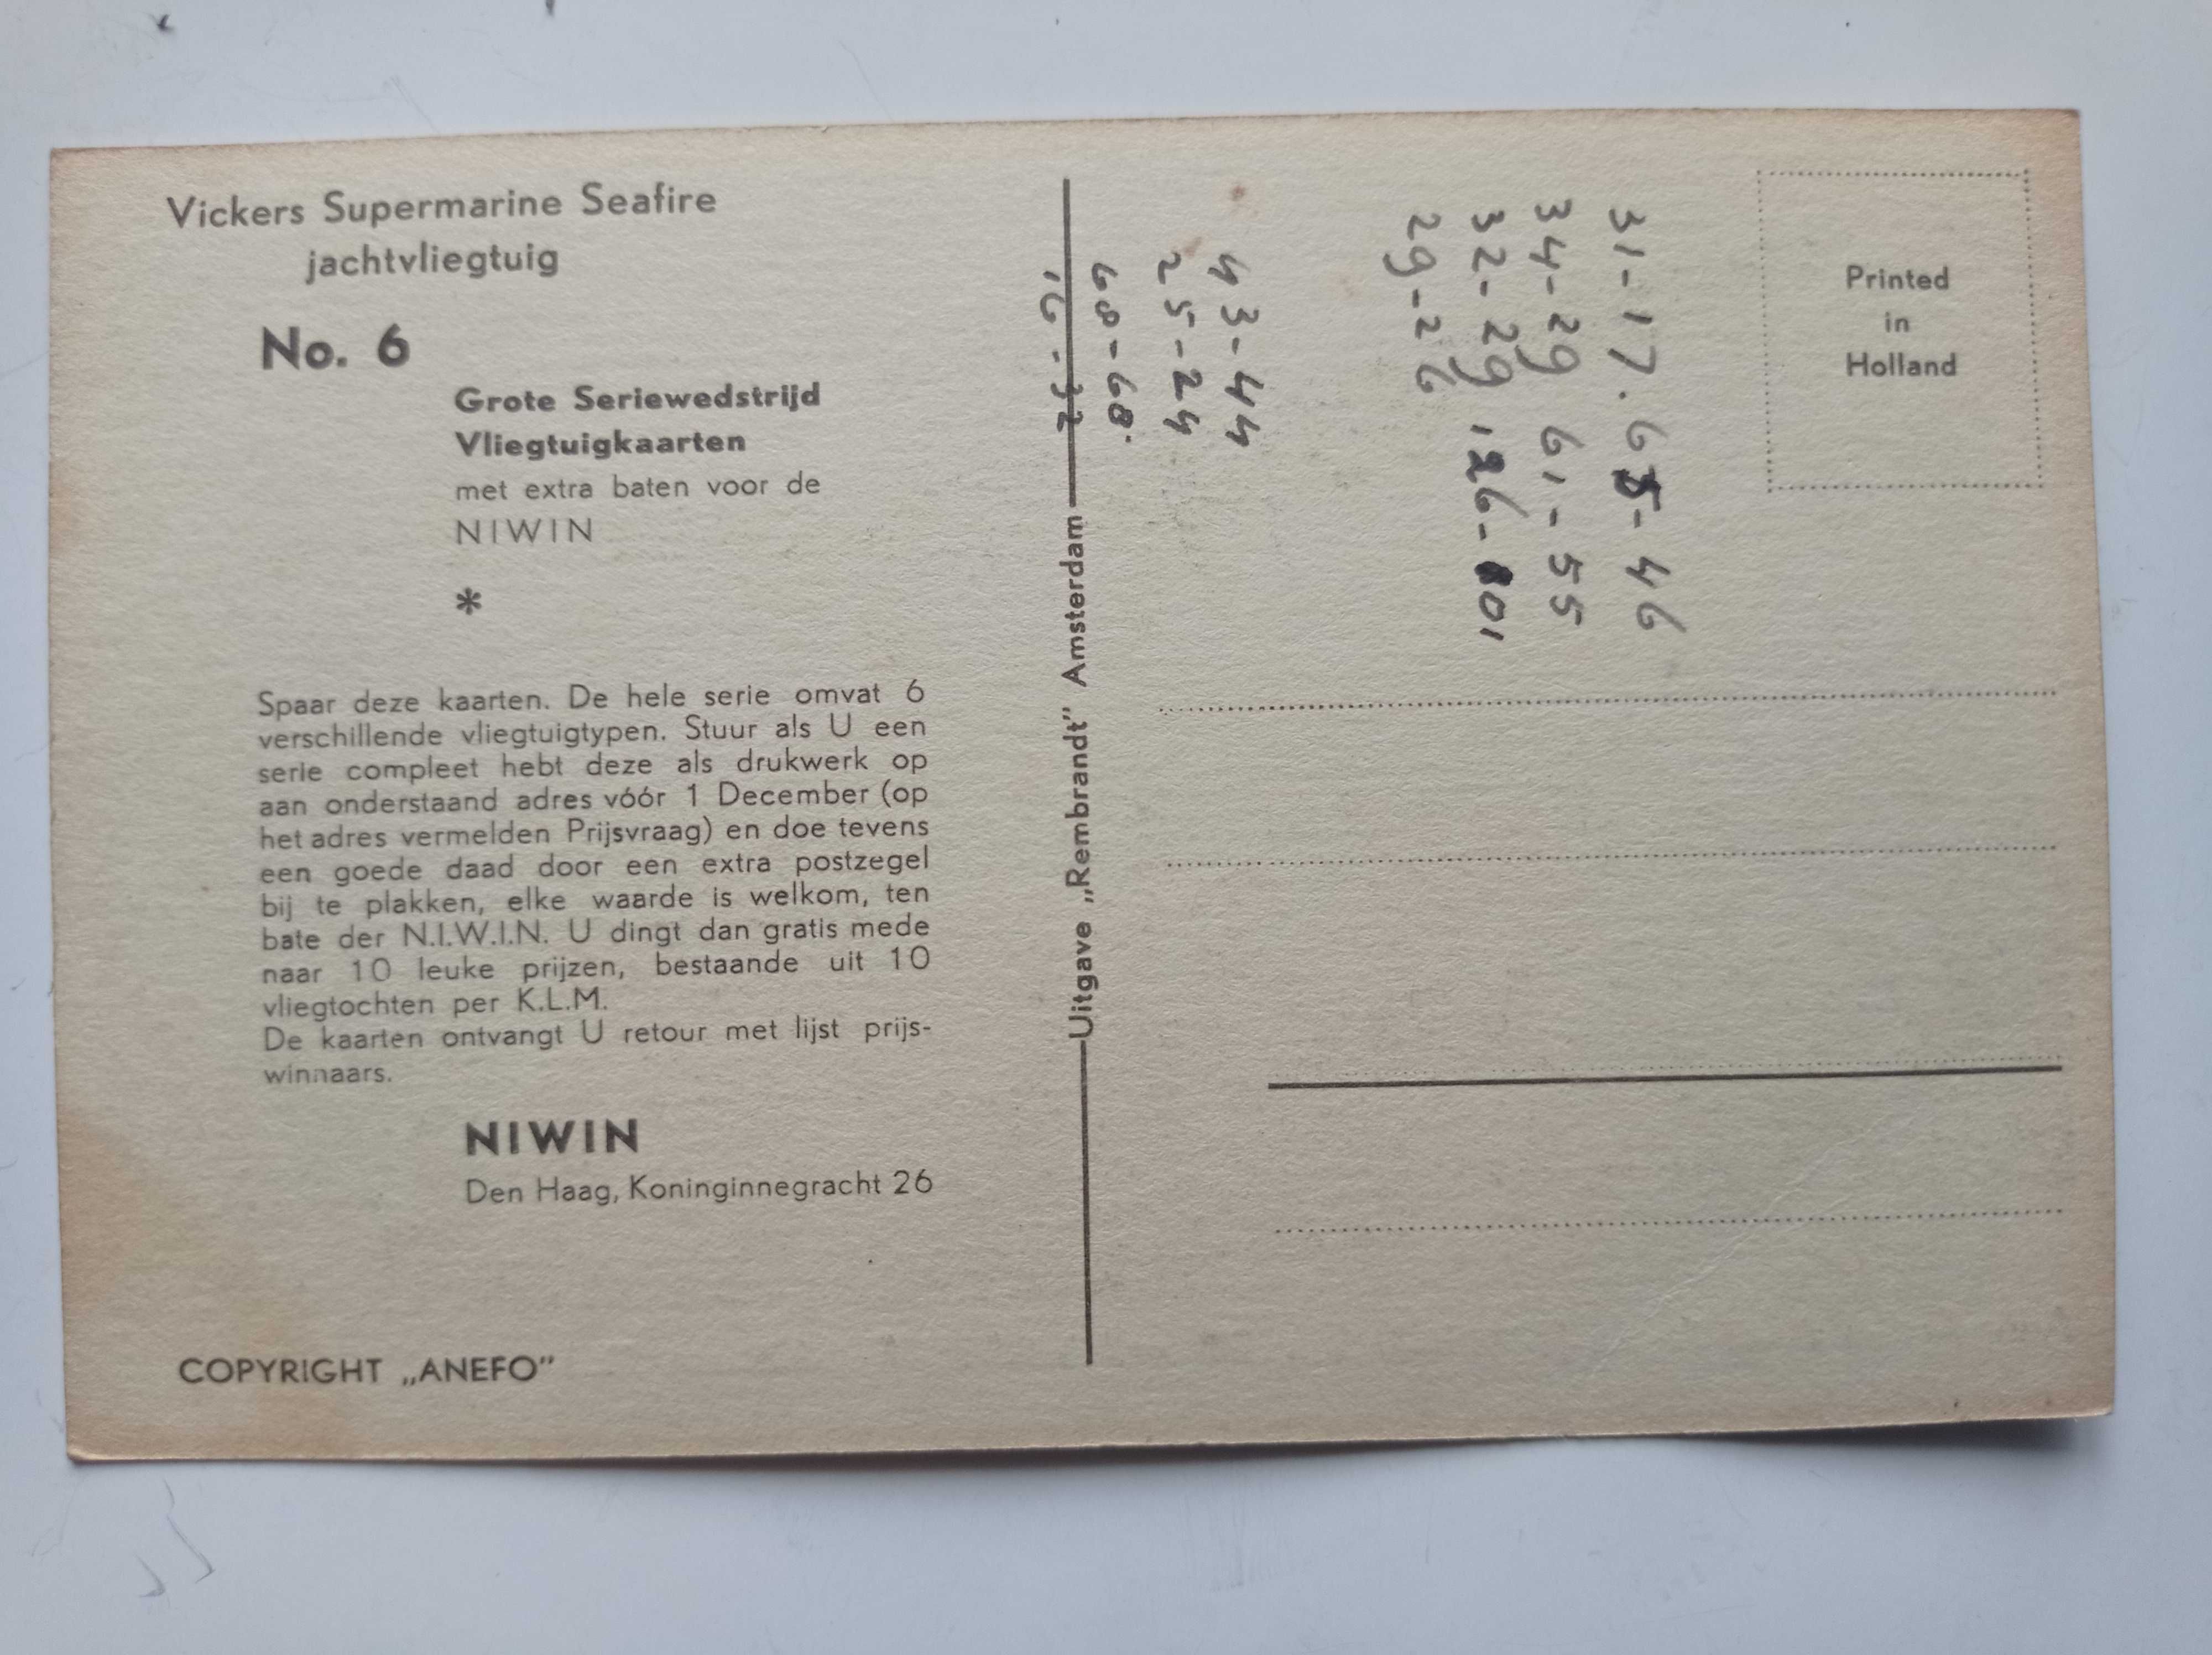 Vickers Supermarine Seafire
jachtvliegtuig
No. 6
Grote Seriewedstrijd
Vliegtuigkaarten
met extra baten voor de
NIWIN
*
Spaar deze kaarten. De hele serie omvat 6
verschillende vliegtuigtypen. Stuur als U een
serie compleet hebt deze als drukwerk op
aan onderstaand adres vóór 1 December (op
het adres vermelden Prijsvraag) en doe tevens
een goede daad door een extra postzegel
bij te plakken, elke waarde is welkom, ten
bate der N.I.W.I.N. U dingt dan gratis mede
naar 10 leuke prijzen, bestaande uit 10
vliegtochten per K.L.M.
De kaarten ontvangt U retour met lijst prijs-
winnaars.
NIWIN
Den Haag, Koninginnegracht 26
COPYRIGHT „ANEFO”
Uitgave „Rembrandt” Amsterdam
Printed
in
Holland
31-17. 65-46
34-29 61-55
32-29 126-101
29-26
43-44
25-24
68-68.
16-32